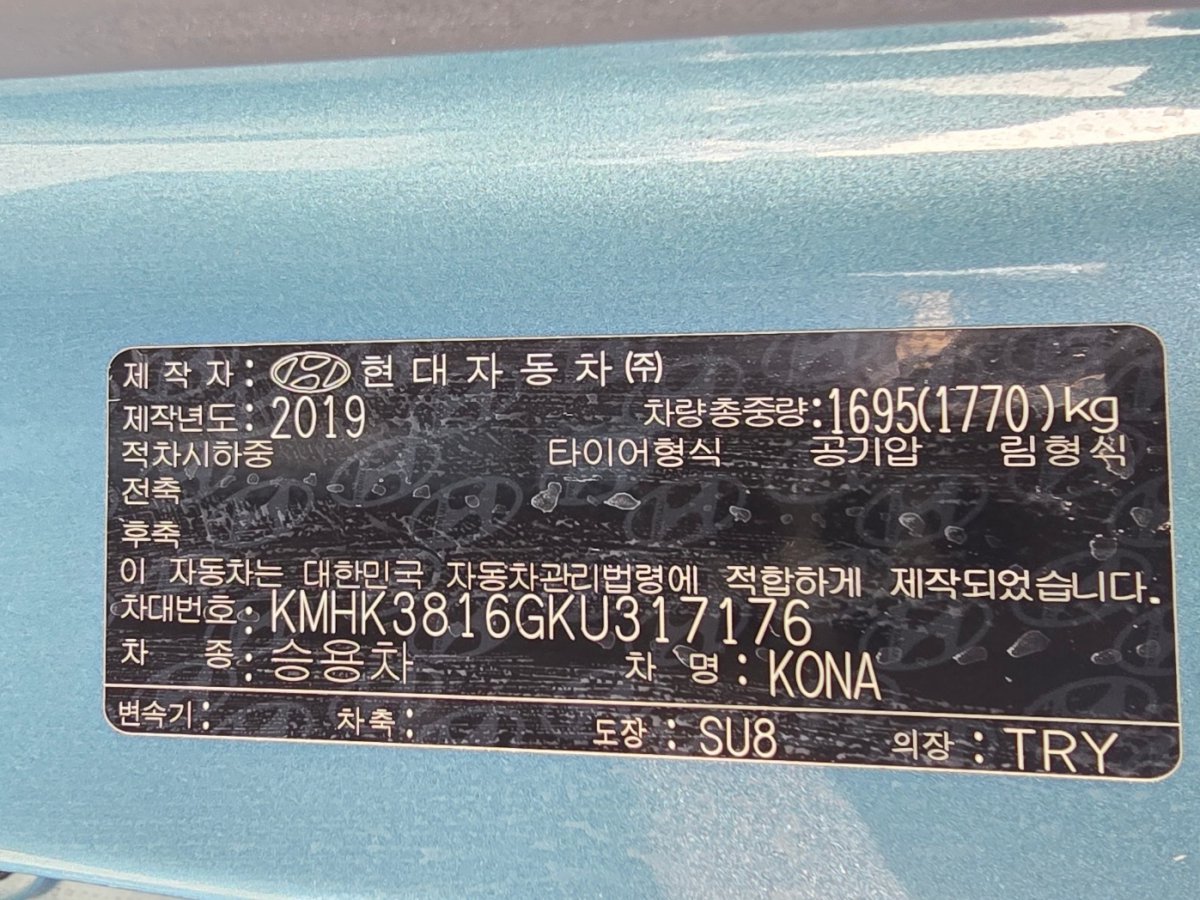 제 작 자 : 현 대 자 동 차 ㈜
제작년도 : 2019 차량총중량 : 1695(1770)kg
적차시하중 타이어형식 공기압 림형식
전축
후축
이 자동차는 대한민국 자동차관리법령에 적합하게 제작되었습니다.
차대번호 : KMHK3816GKU317176
차 종 : 승용차 차 명 : KONA
변속기 : 차축 : 도장 : SU8 의장 : TRY